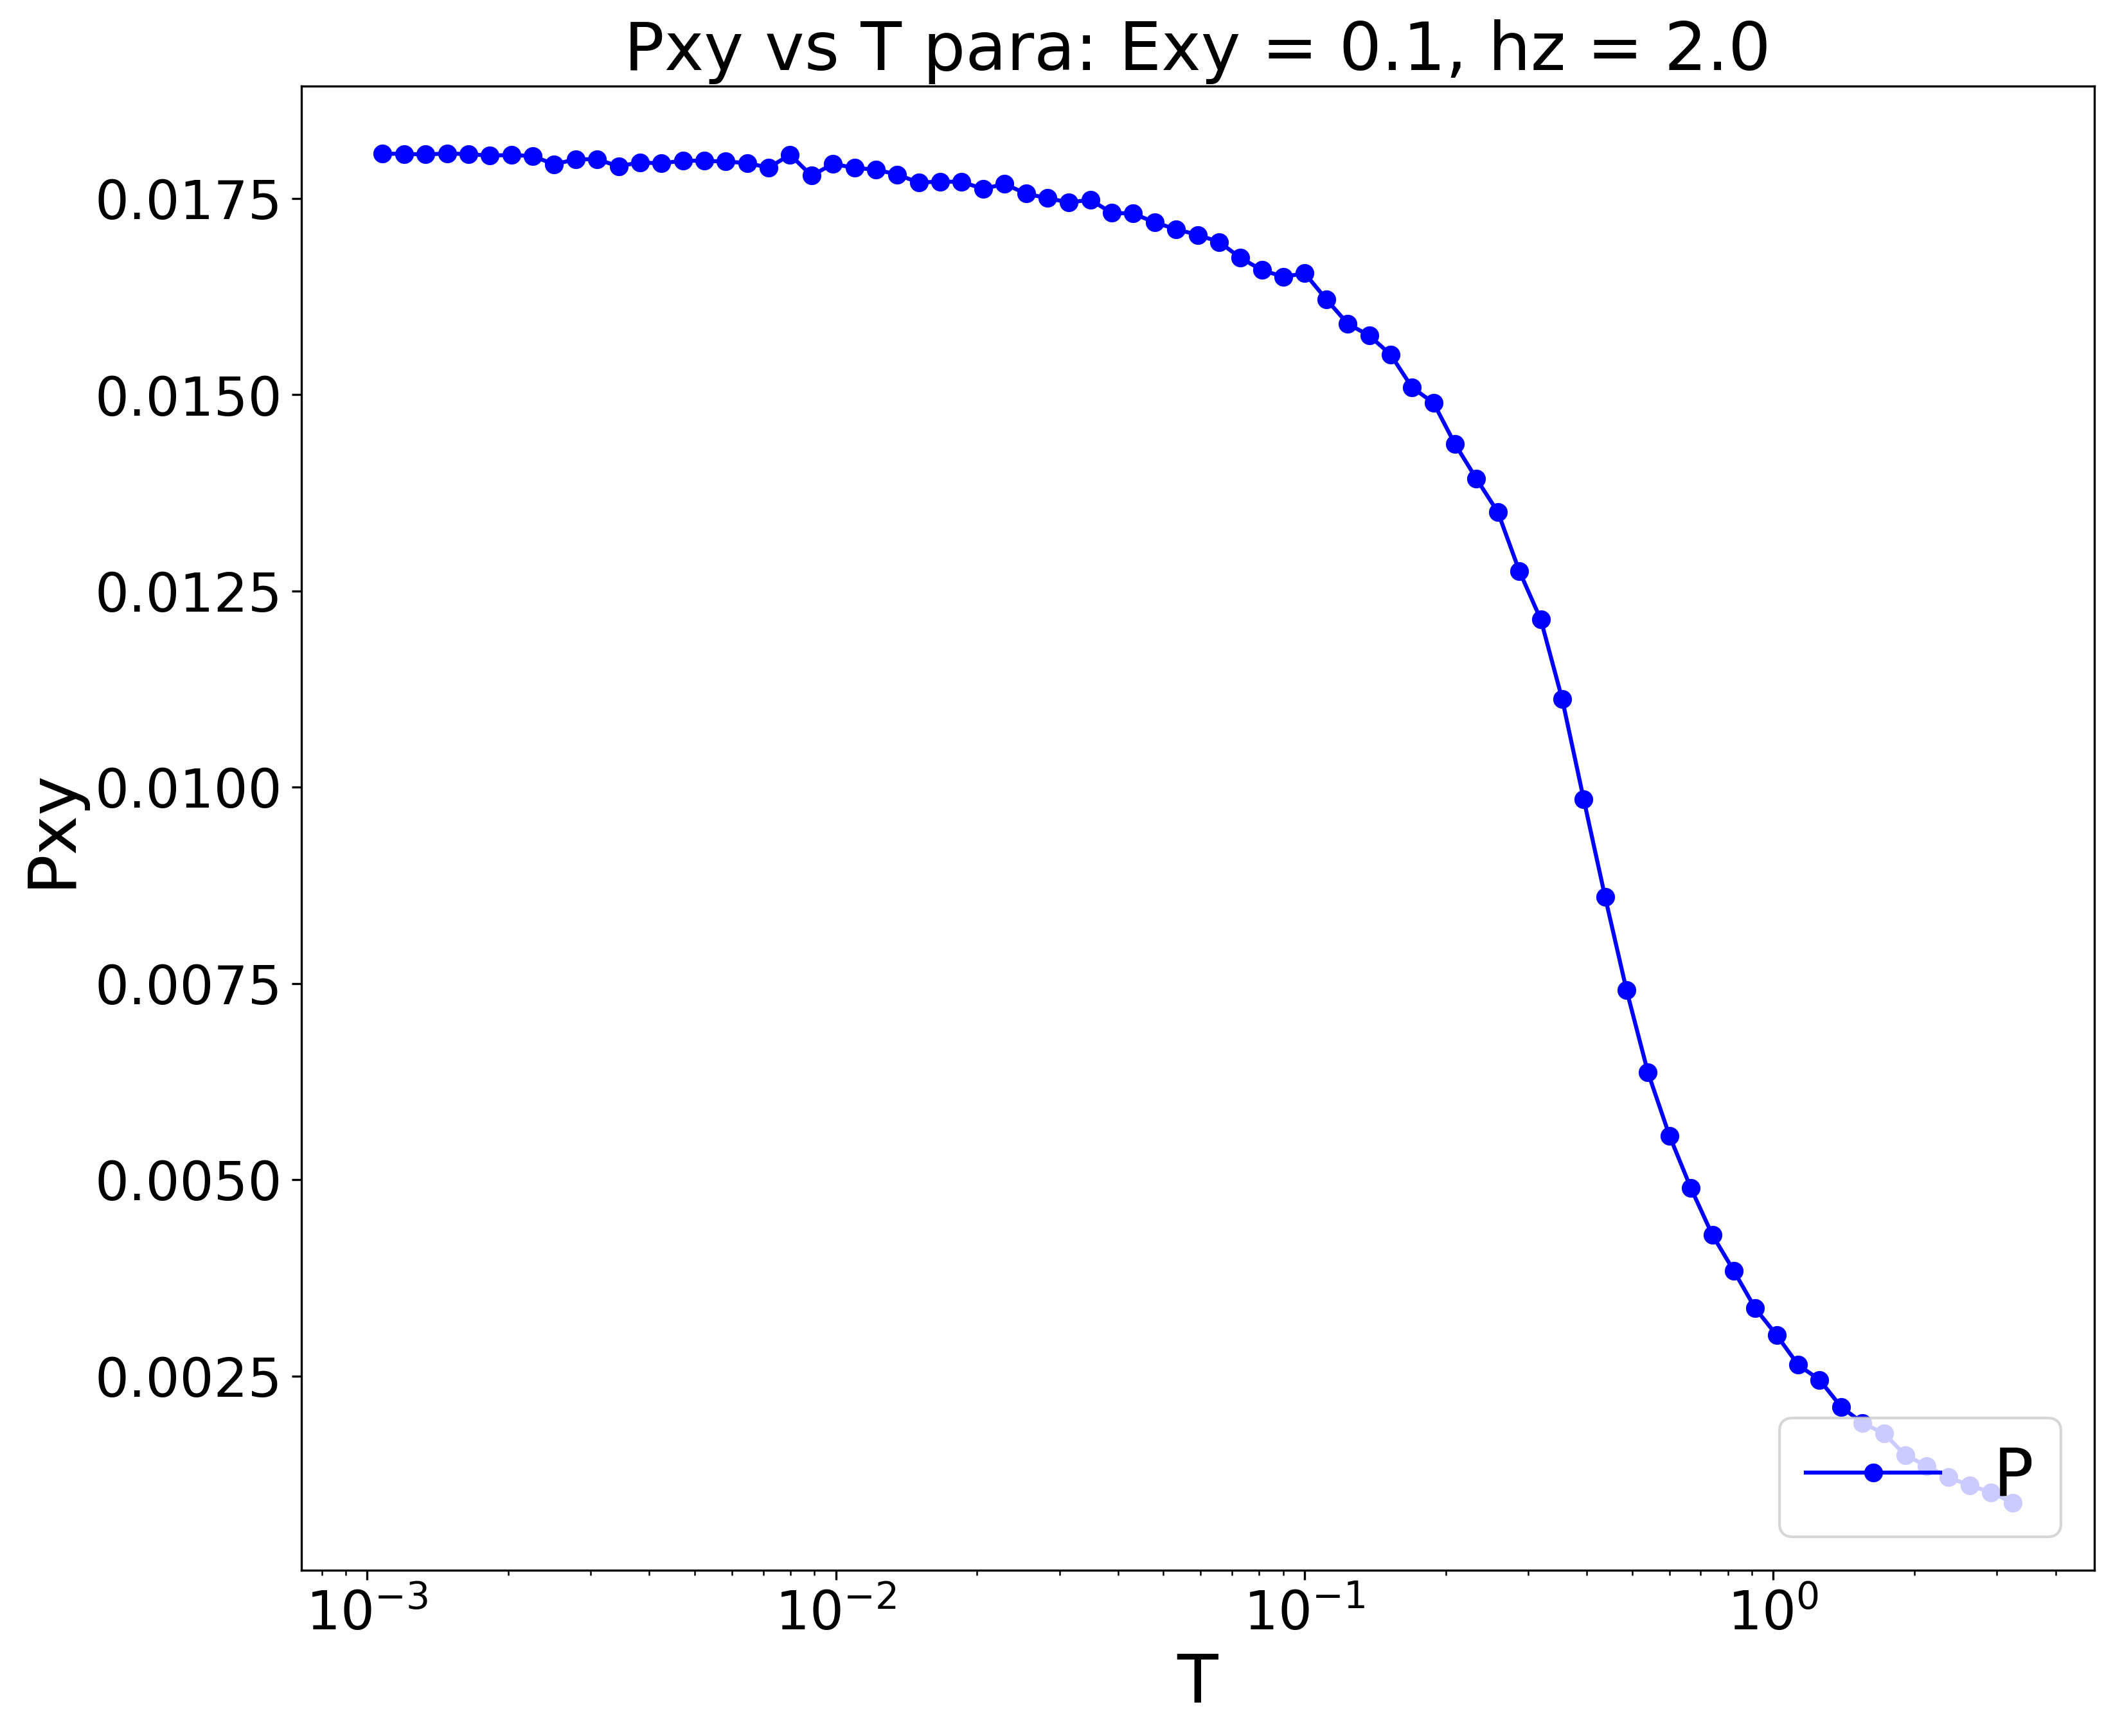 Pxy vs T para: Exy = 0.1, hz = 2.0
Pxy
0.0175
0.0150
0.0125
0.0100
0.0075
0.0050
0.0025
P
10⁻³ 10⁻² 10⁻¹ 10⁰
T